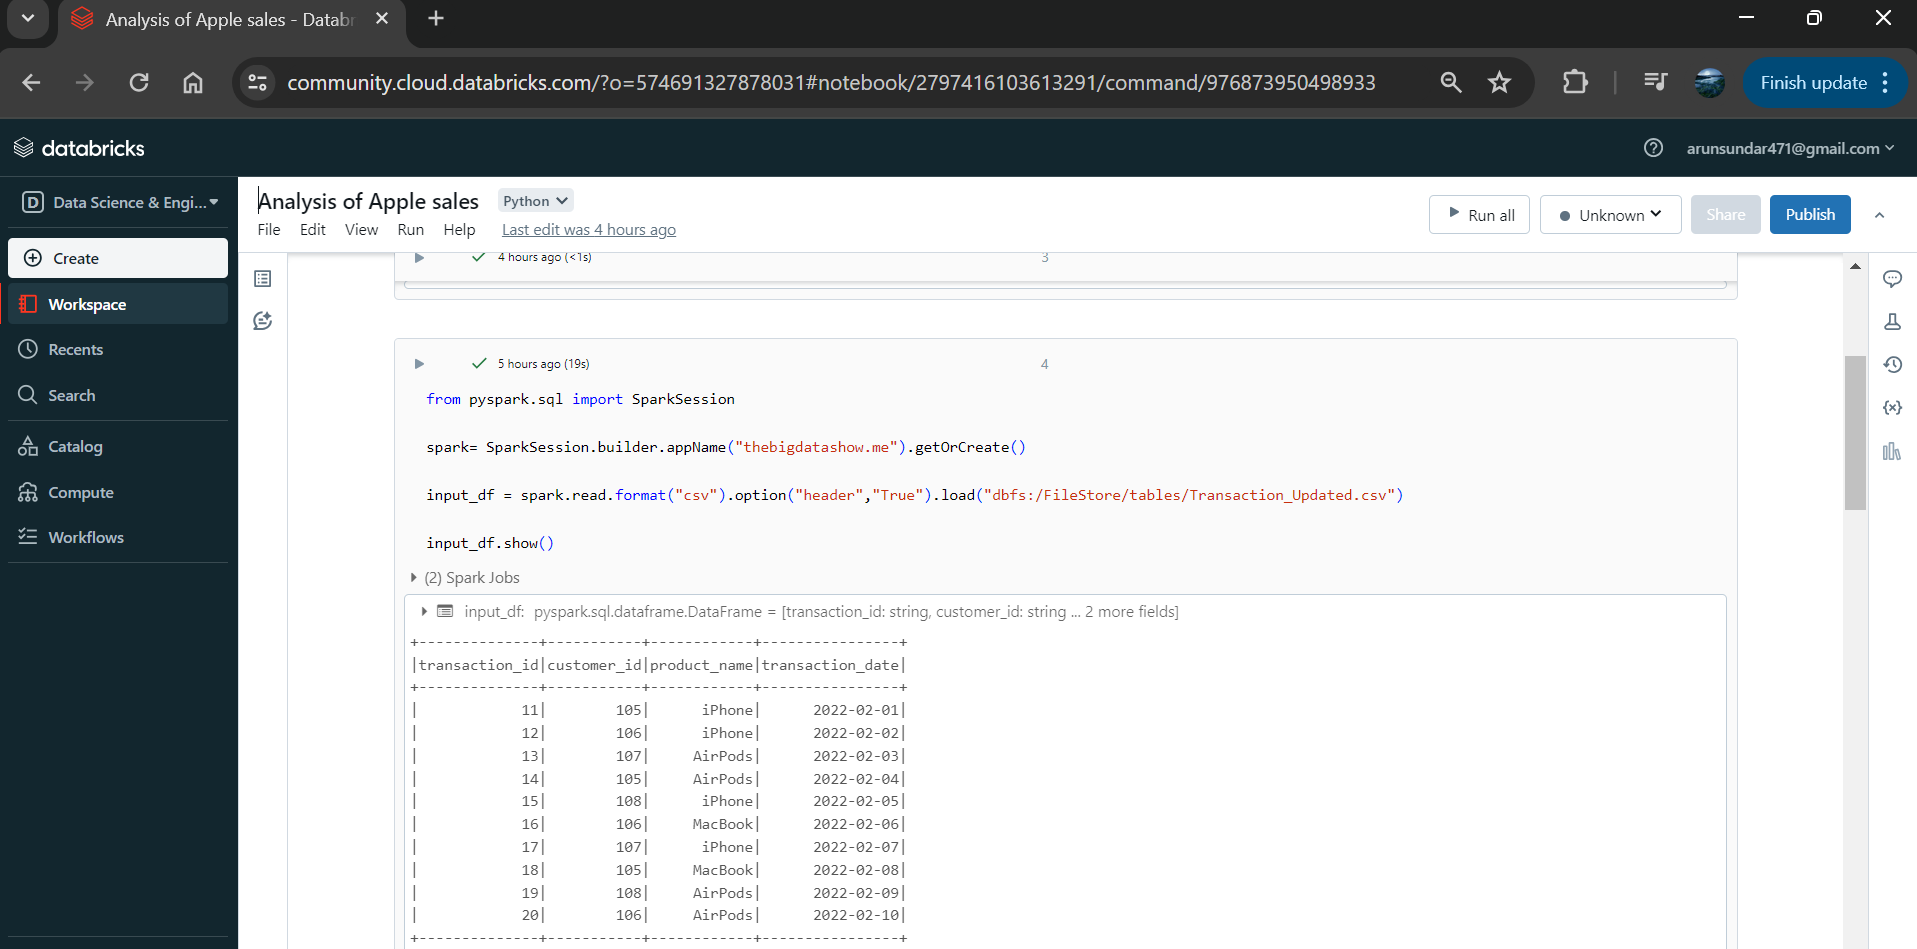 Analysis of Apple sales - Datab
community.cloud.databricks.com/?o=574691327878031#notebook/2797416103613291/command/976873950498933
Finish update
databricks
arunsundar471@gmail.com
D Data Science & Engi...
Create
Workspace
Recents
Search
Catalog
Compute
Workflows
Analysis of Apple sales Python
File Edit View Run Help Last edit was 4 hours ago
Run all Unknown Share Publish
4 hours ago (<1s) 3
5 hours ago (19s) 4
from pyspark.sql import SparkSession
spark= SparkSession.builder.appName("thebigdatashow.me").getOrCreate()
input_df = spark.read.format("csv").option("header","True").load("dbfs:/FileStore/tables/Transaction_Updated.csv")
input_df.show()
(2) Spark Jobs
input_df: pyspark.sql.dataframe.DataFrame = [transaction_id: string, customer_id: string ... 2 more fields]
+--------------+-----------+------------+----------------+
|transaction_id|customer_id|product_name|transaction_date|
+--------------+-----------+------------+----------------+
|            11|        105|      iPhone|      2022-02-01|
|            12|        106|      iPhone|      2022-02-02|
|            13|        107|     AirPods|      2022-02-03|
|            14|        105|     AirPods|      2022-02-04|
|            15|        108|      iPhone|      2022-02-05|
|            16|        106|     MacBook|      2022-02-06|
|            17|        107|      iPhone|      2022-02-07|
|            18|        105|     MacBook|      2022-02-08|
|            19|        108|     AirPods|      2022-02-09|
|            20|        106|     AirPods|      2022-02-10|
+--------------+-----------+------------+----------------+